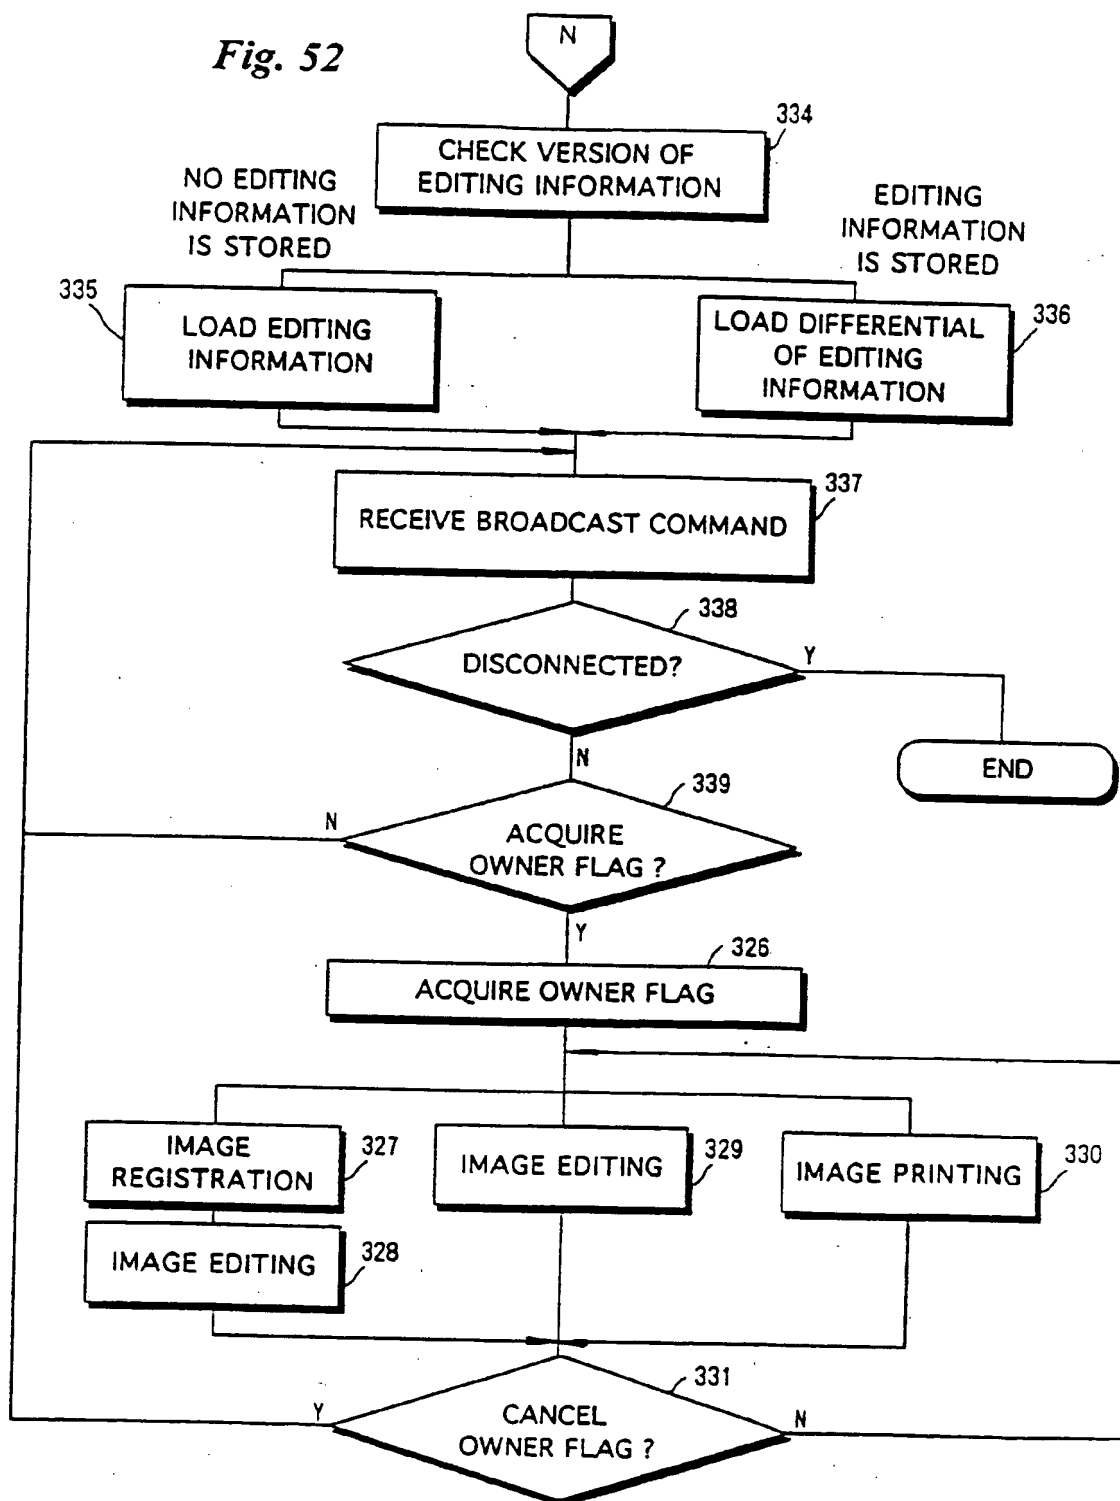 Fig. 52
N
334
CHECK VERSION OF
EDITING INFORMATION
NO EDITING
INFORMATION
IS STORED
EDITING
INFORMATION
IS STORED
335
LOAD EDITING
INFORMATION
336
LOAD DIFFERENTIAL
OF EDITING
INFORMATION
337
RECEIVE BROADCAST COMMAND
338
DISCONNECTED?
Y
N
END
339
ACQUIRE
OWNER FLAG ?
N
Y
326
ACQUIRE OWNER FLAG
IMAGE
REGISTRATION
327
IMAGE EDITING
329
IMAGE PRINTING
330
IMAGE EDITING
328
331
CANCEL
OWNER FLAG ?
Y
N